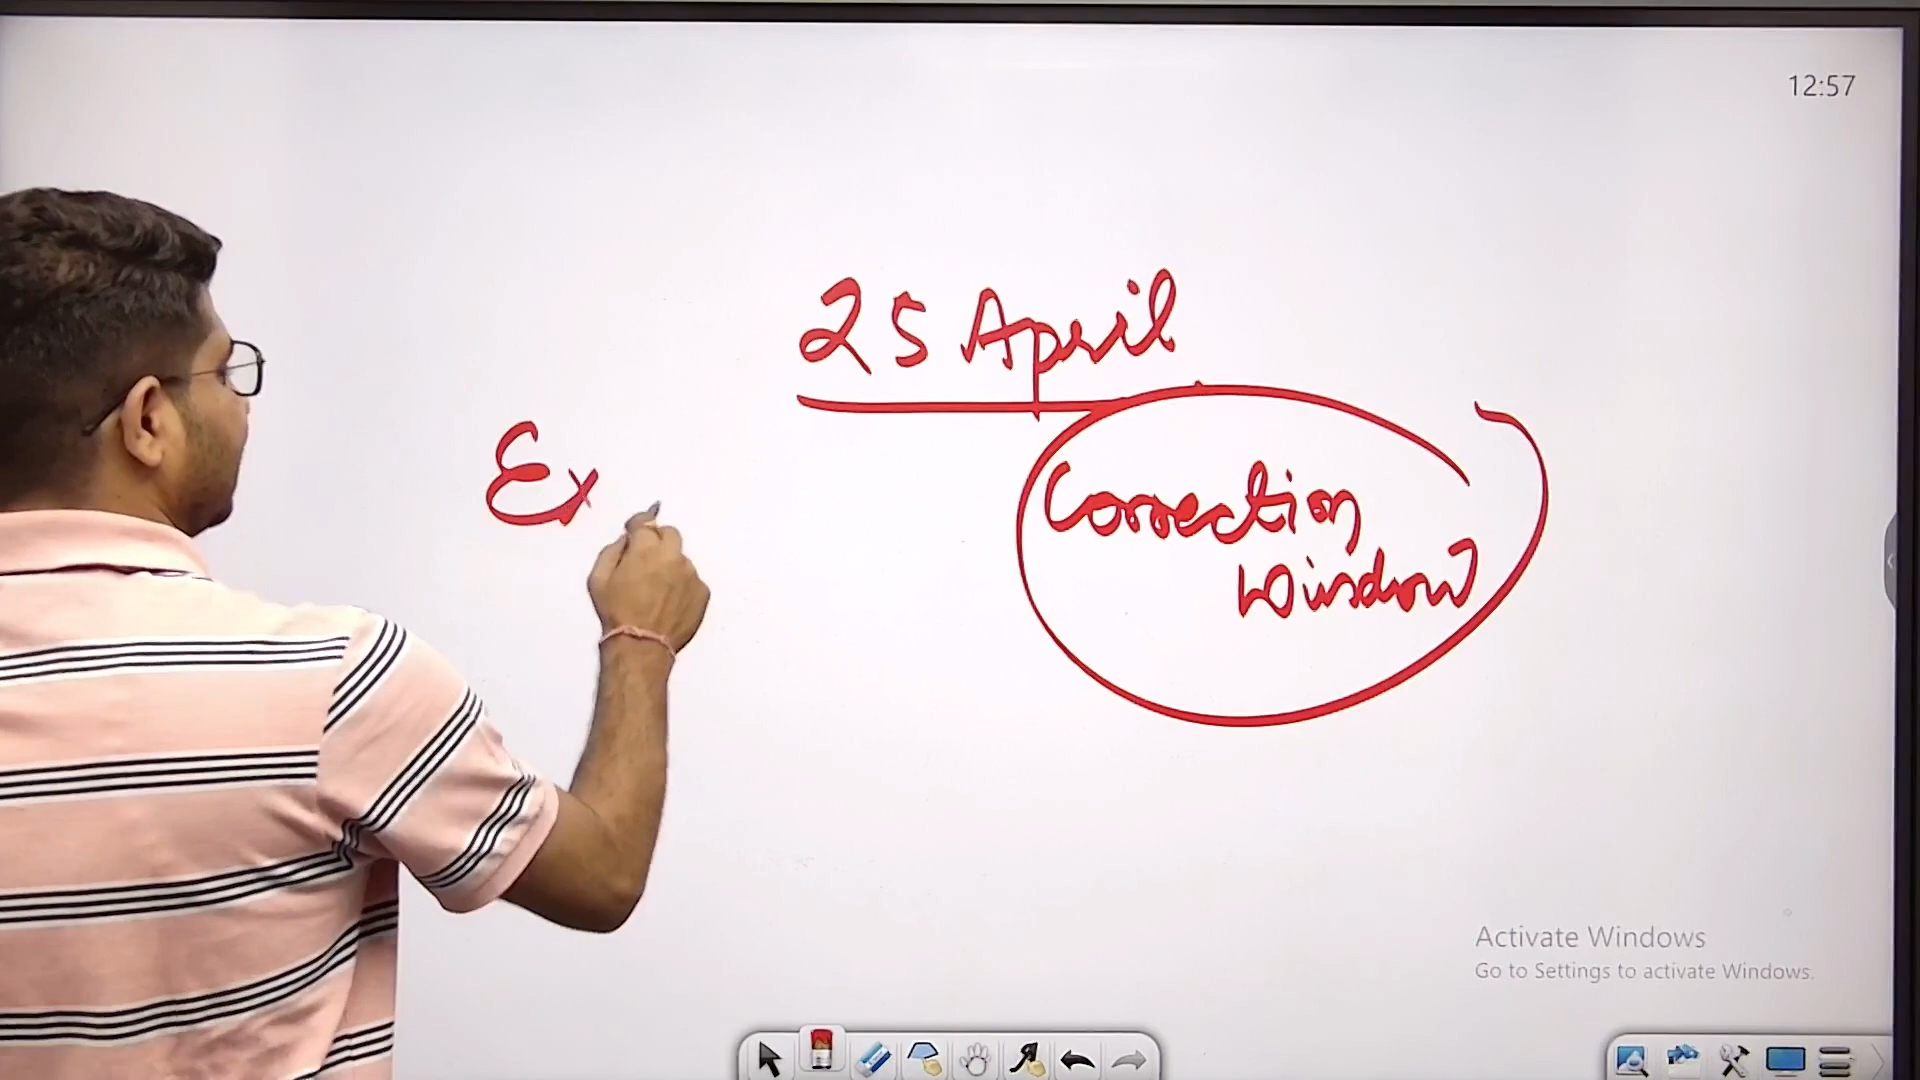 12:57
25 April
Ex
Correction
Window
Activate Windows
Go to Settings to activate Windows.